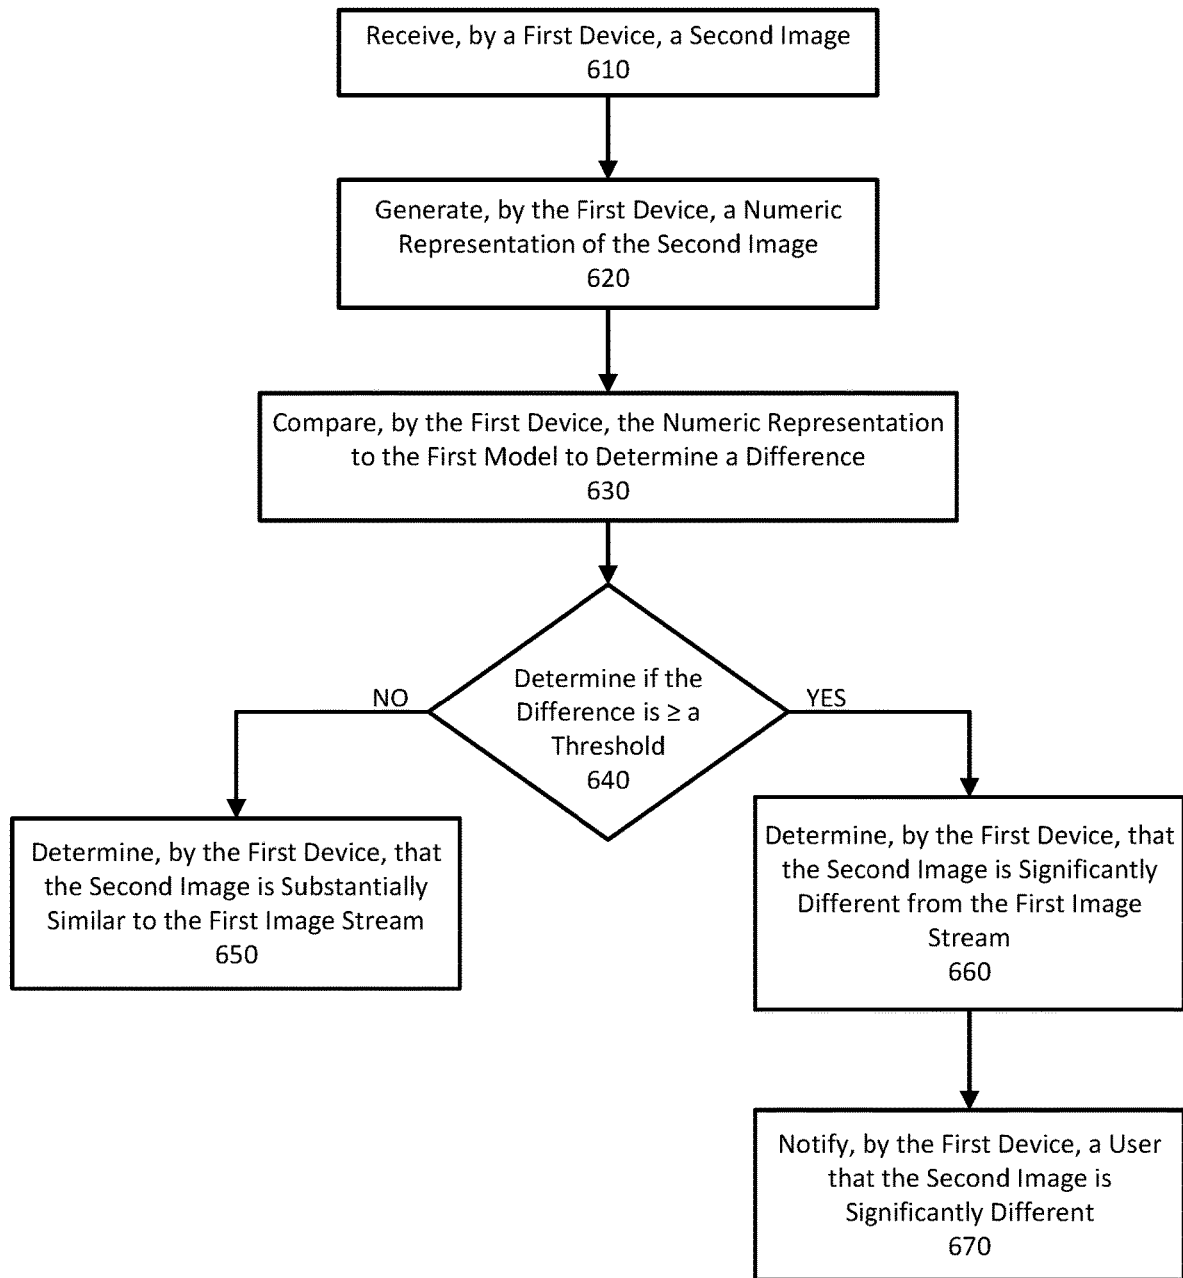 Receive, by a First Device, a Second Image
610
Generate, by the First Device, a Numeric
Representation of the Second Image
620
Compare, by the First Device, the Numeric Representation
to the First Model to Determine a Difference
630
Determine if the
Difference is ≥ a
Threshold
640
NO
YES
Determine, by the First Device, that
the Second Image is Substantially
Similar to the First Image Stream
650
Determine, by the First Device, that
the Second Image is Significantly
Different from the First Image
Stream
660
Notify, by the First Device, a User
that the Second Image is
Significantly Different
670